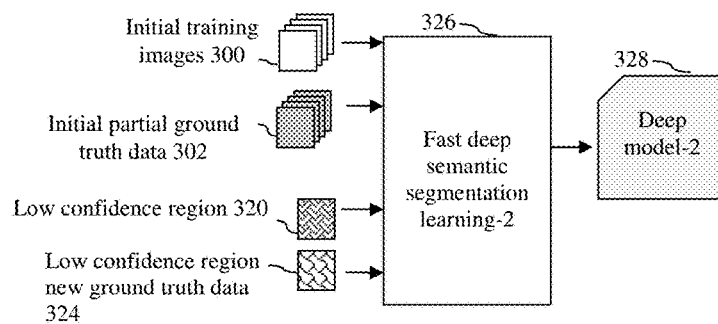 Initial training
images 300
Initial partial ground
truth data 302
Low confidence region 320
Low confidence region
new ground truth data
324
326
Fast deep
semantic
segmentation
learning-2
328
Deep
model-2